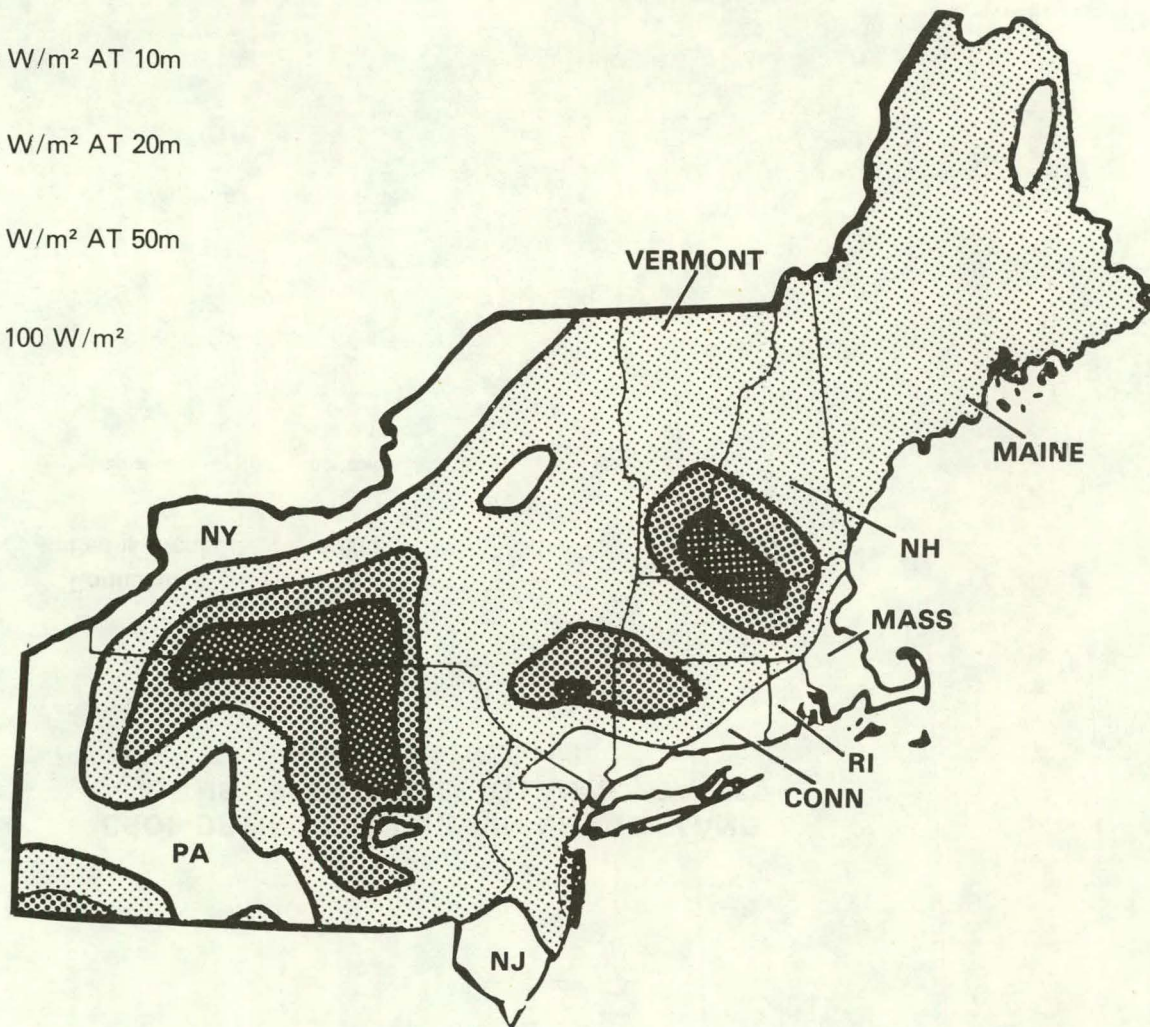 W/m² AT 10m
W/m² AT 20m
W/m² AT 50m
100 W/m²
VERMONT
MAINE
NY
NH
MASS
RI
CONN
PA
NJ